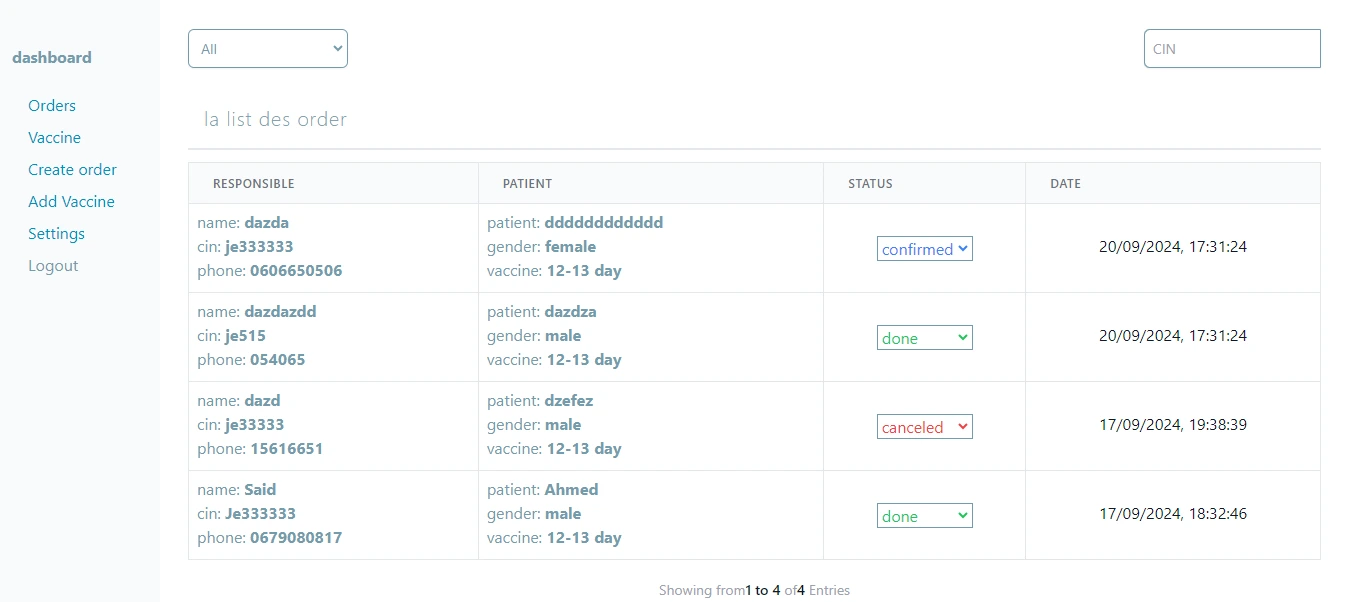 dashboard
Orders
Vaccine
Create order
Add Vaccine
Settings
Logout
All
CIN
la list des order
RESPONSIBLE PATIENT STATUS DATE
name: dazda
cin: je333333
phone: 0606650506
patient: dddddddddddd
gender: female
vaccine: 12-13 day
confirmed
20/09/2024, 17:31:24
name: dazdazdd
cin: je515
phone: 054065
patient: dazdza
gender: male
vaccine: 12-13 day
done
20/09/2024, 17:31:24
name: dazd
cin: je33333
phone: 15616651
patient: dzefez
gender: male
vaccine: 12-13 day
canceled
17/09/2024, 19:38:39
name: Said
cin: Je333333
phone: 0679080817
patient: Ahmed
gender: male
vaccine: 12-13 day
done
17/09/2024, 18:32:46
Showing from1 to 4 of4 Entries